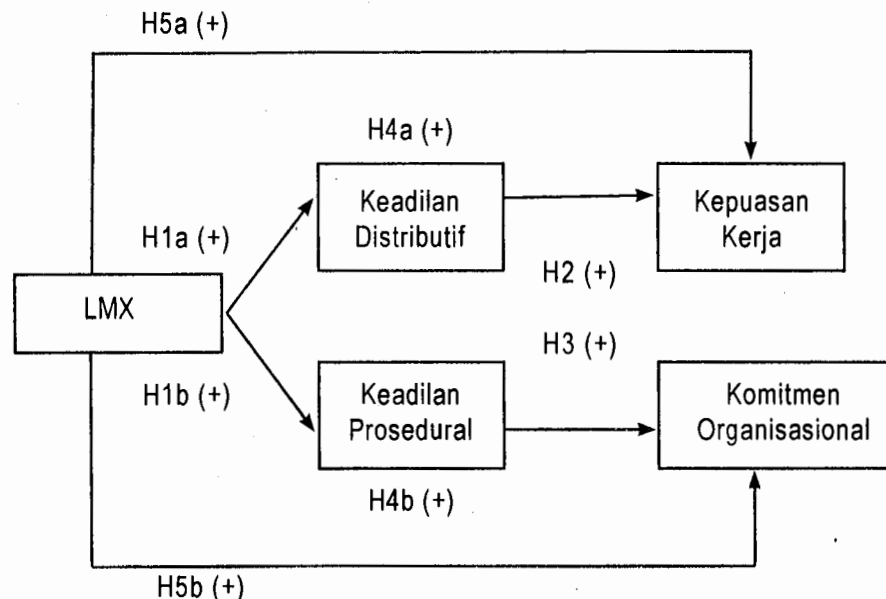 H5a (+)
H4a (+)
Keadilan
Distributif
Kepuasan
Kerja
H1a (+)
H2 (+)
LMX
H3 (+)
H1b (+)
Keadilan
Prosedural
Komitmen
Organisasional
H4b (+)
H5b (+)